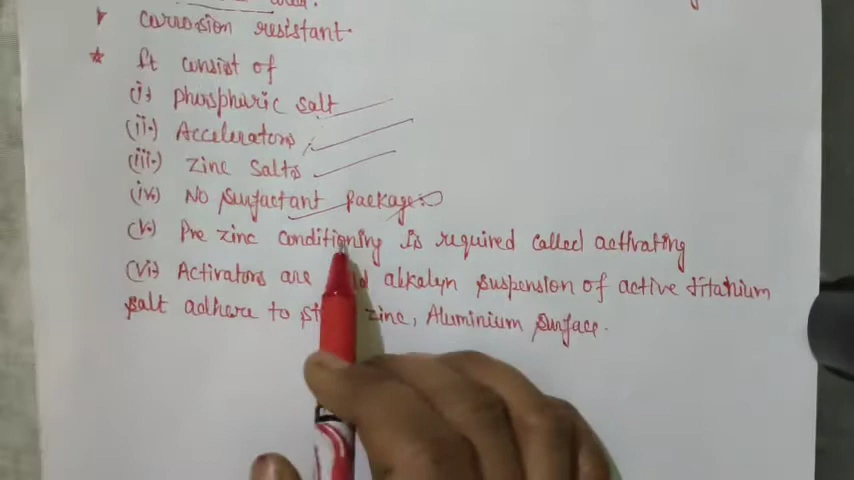 corrosion resistant.
It consist of
(i) phosphoric salt
(ii) Accelerators
(iii) zinc salts
(iv) No surfactant package.
(v) Pre zinc conditioning is required called activating
(vi) Activators are alkalyn suspension of active titanium
salt adhere to zinc, Aluminium surface.